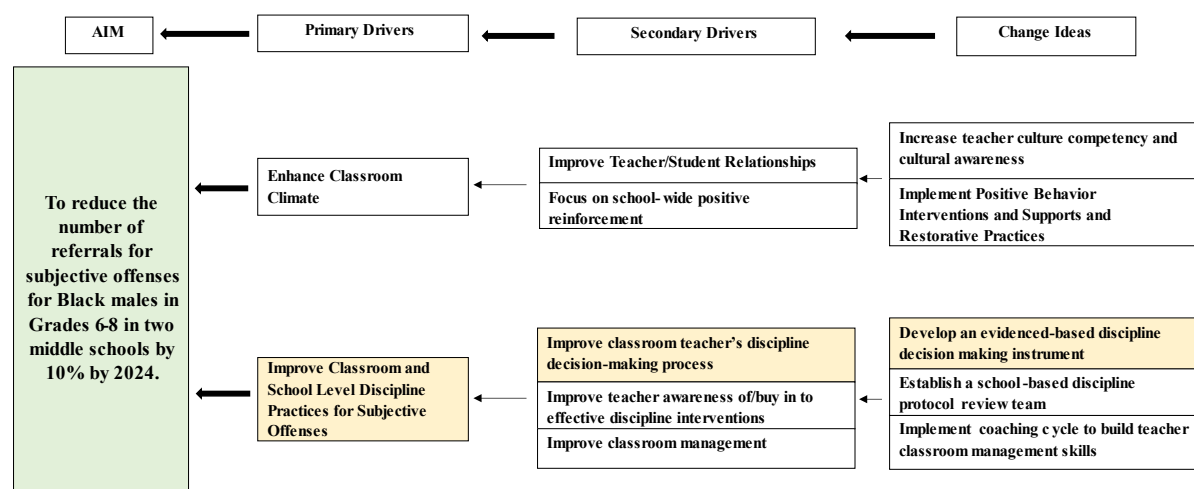 AIM
Primary Drivers
Secondary Drivers
Change Ideas
To reduce the
number of
referrals for
subjective offenses
for Black males in
Grades 6-8 in two
middle schools by
10% by 2024.
Enhance Classroom
Climate
Improve Teacher/Student Relationships
Focus on school-wide positive
reinforcement
Increase teacher culture competency and
cultural awareness
Implement Positive Behavior
Interventions and Supports and
Restorative Practices
Improve Classroom and
School Level Discipline
Practices for Subjective
Offenses
Improve classroom teacher's discipline
decision-making process
Improve teacher awareness of/buy in to
effective discipline interventions
Improve classroom management
Develop an evidenced-based discipline
decision making instrument
Establish a school-based discipline
protocol review team
Implement coaching cycle to build teacher
classroom management skills